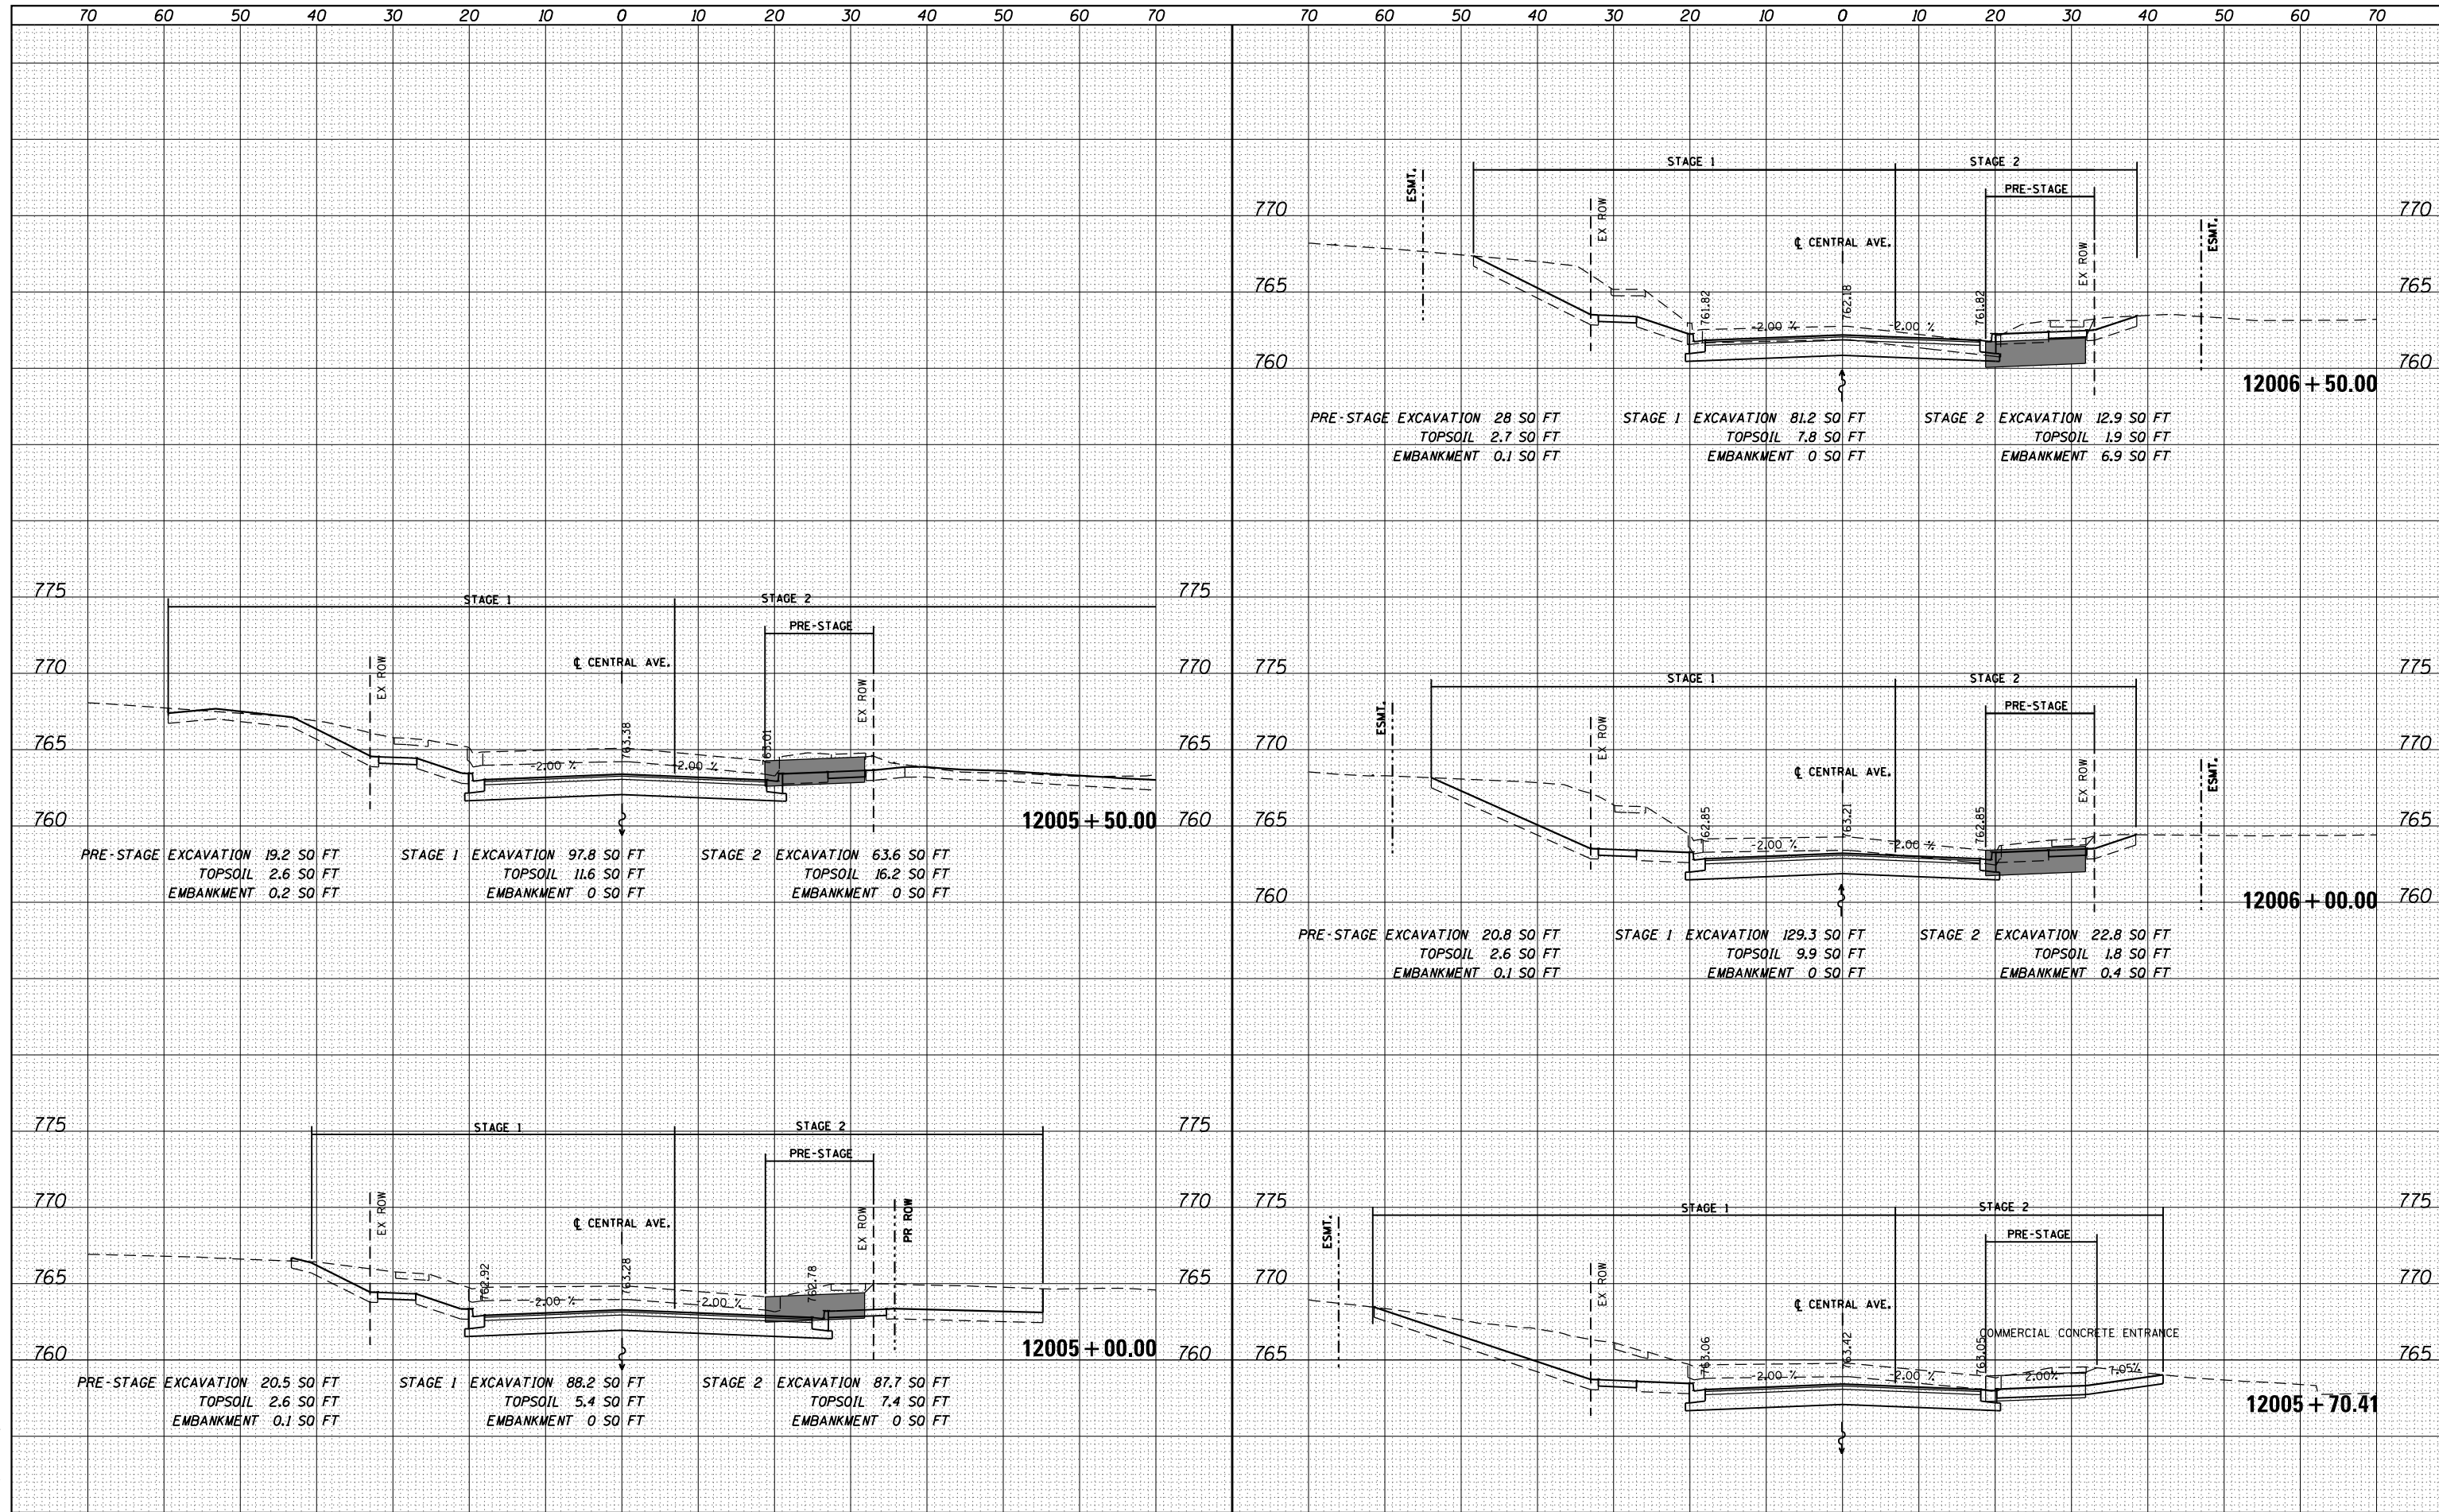 70 60 50 40 30 20 10 0 10 20 30 40 50 60 70
70 60 50 40 30 20 10 0 10 20 30 40 50 60 70
775 775
STAGE 1 STAGE 2
PRE-STAGE
770 770
EX ROW
℄ CENTRAL AVE.
EX ROW
763.38
763.01
765 765
-2.00 % -2.00 %
760 760
12005 + 50.00
PRE-STAGE EXCAVATION 19.2 SQ FT STAGE 1 EXCAVATION 97.8 SQ FT STAGE 2 EXCAVATION 63.6 SQ FT
TOPSOIL 2.6 SQ FT TOPSOIL 11.6 SQ FT TOPSOIL 16.2 SQ FT
EMBANKMENT 0.2 SQ FT EMBANKMENT 0 SQ FT EMBANKMENT 0 SQ FT
775 775
STAGE 1 STAGE 2
PRE-STAGE
770 770
EX ROW
℄ CENTRAL AVE.
EX ROW
PR ROW
762.92
763.28
762.78
765 765
-2.00 % -2.00 %
760 760
12005 + 00.00
PRE-STAGE EXCAVATION 20.5 SQ FT STAGE 1 EXCAVATION 88.2 SQ FT STAGE 2 EXCAVATION 87.7 SQ FT
TOPSOIL 2.6 SQ FT TOPSOIL 5.4 SQ FT TOPSOIL 7.4 SQ FT
EMBANKMENT 0.1 SQ FT EMBANKMENT 0 SQ FT EMBANKMENT 0 SQ FT
STAGE 1 STAGE 2
PRE-STAGE
ESMT.
EX ROW
770 770
℄ CENTRAL AVE.
EX ROW
ESMT.
761.82
762.18
761.82
765 765
-2.00 % -2.00 %
760 760
12006 + 50.00
PRE-STAGE EXCAVATION 28 SQ FT STAGE 1 EXCAVATION 81.2 SQ FT STAGE 2 EXCAVATION 12.9 SQ FT
TOPSOIL 2.7 SQ FT TOPSOIL 7.8 SQ FT TOPSOIL 1.9 SQ FT
EMBANKMENT 0.1 SQ FT EMBANKMENT 0 SQ FT EMBANKMENT 6.9 SQ FT
775 775
STAGE 1 STAGE 2
PRE-STAGE
ESMT.
EX ROW
770 770
℄ CENTRAL AVE.
EX ROW
ESMT.
762.85
763.21
762.85
765 765
-2.00 % -2.00 %
760 760
12006 + 00.00
PRE-STAGE EXCAVATION 20.8 SQ FT STAGE 1 EXCAVATION 129.3 SQ FT STAGE 2 EXCAVATION 22.8 SQ FT
TOPSOIL 2.6 SQ FT TOPSOIL 9.9 SQ FT TOPSOIL 1.8 SQ FT
EMBANKMENT 0.1 SQ FT EMBANKMENT 0 SQ FT EMBANKMENT 0.4 SQ FT
775 775
STAGE 1 STAGE 2
PRE-STAGE
ESMT.
EX ROW
770 770
℄ CENTRAL AVE.
COMMERCIAL CONCRETE ENTRANCE
763.06
763.42
763.05
765 765
-2.00 % -2.00 % 2.00% 7.05%
12005 + 70.41